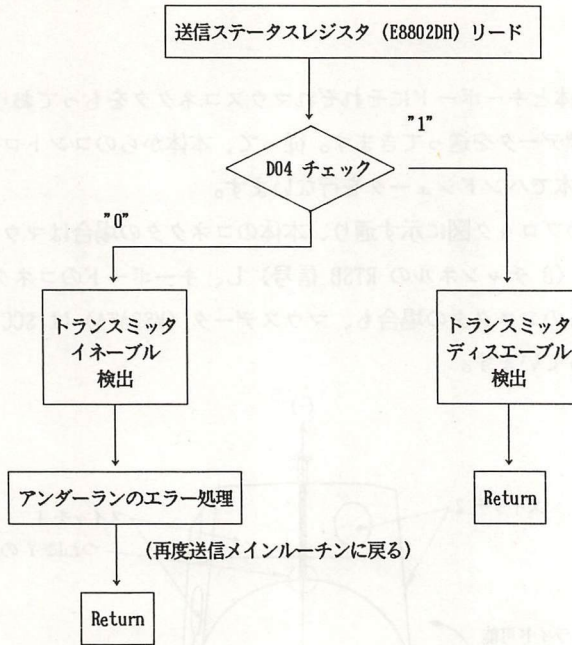 送信ステータスレジスタ (E8802DH) リード
"1"
D04 チェック
"0"
トランスミッタ
イネーブル
検出
トランスミッタ
ディスエーブル
検出
アンダーランのエラー処理
Return
(再度送信メインルーチンに戻る)
Return